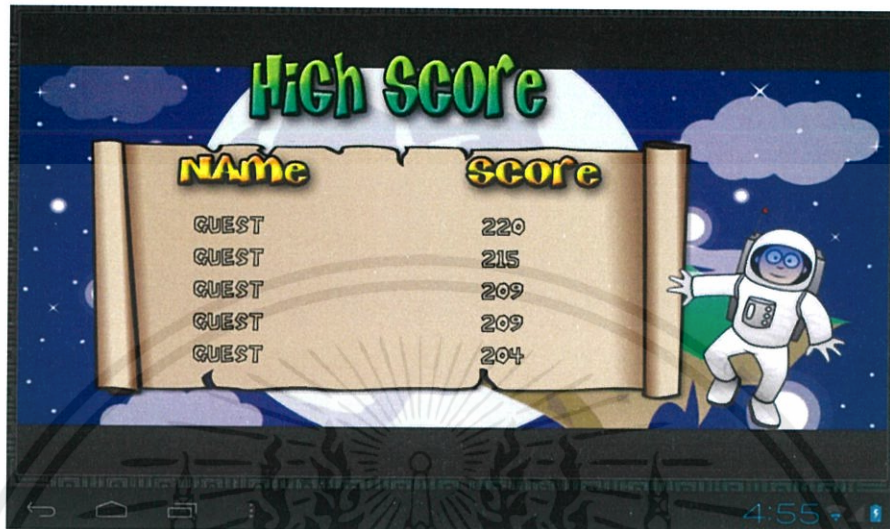 HiGh SCOre
NAMe SCOre
GUEST 220
GUEST 215
GUEST 209
GUEST 209
GUEST 204
4:55